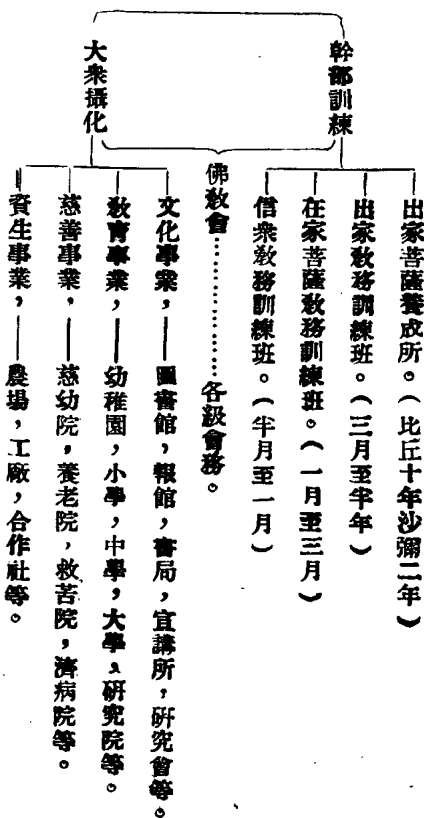 幹部訓練
出家菩薩養成所。（比丘十年沙彌二年）
出家敎務訓練班。（三月至半年）
在家菩薩敎務訓練班。（一月至三月）
信衆敎務訓練班。（半月至一月）
佛敎會………………各級會務。
大衆攝化
文化事業，——圖書館，報館，書局，宣講所，研究會等。
敎育事業，——幼稚園，小學，中學，大學，研究院等。
慈善事業，——慈幼院，養老院，救苦院，濟病院等。
資生事業，——農場，工廠，合作社等。